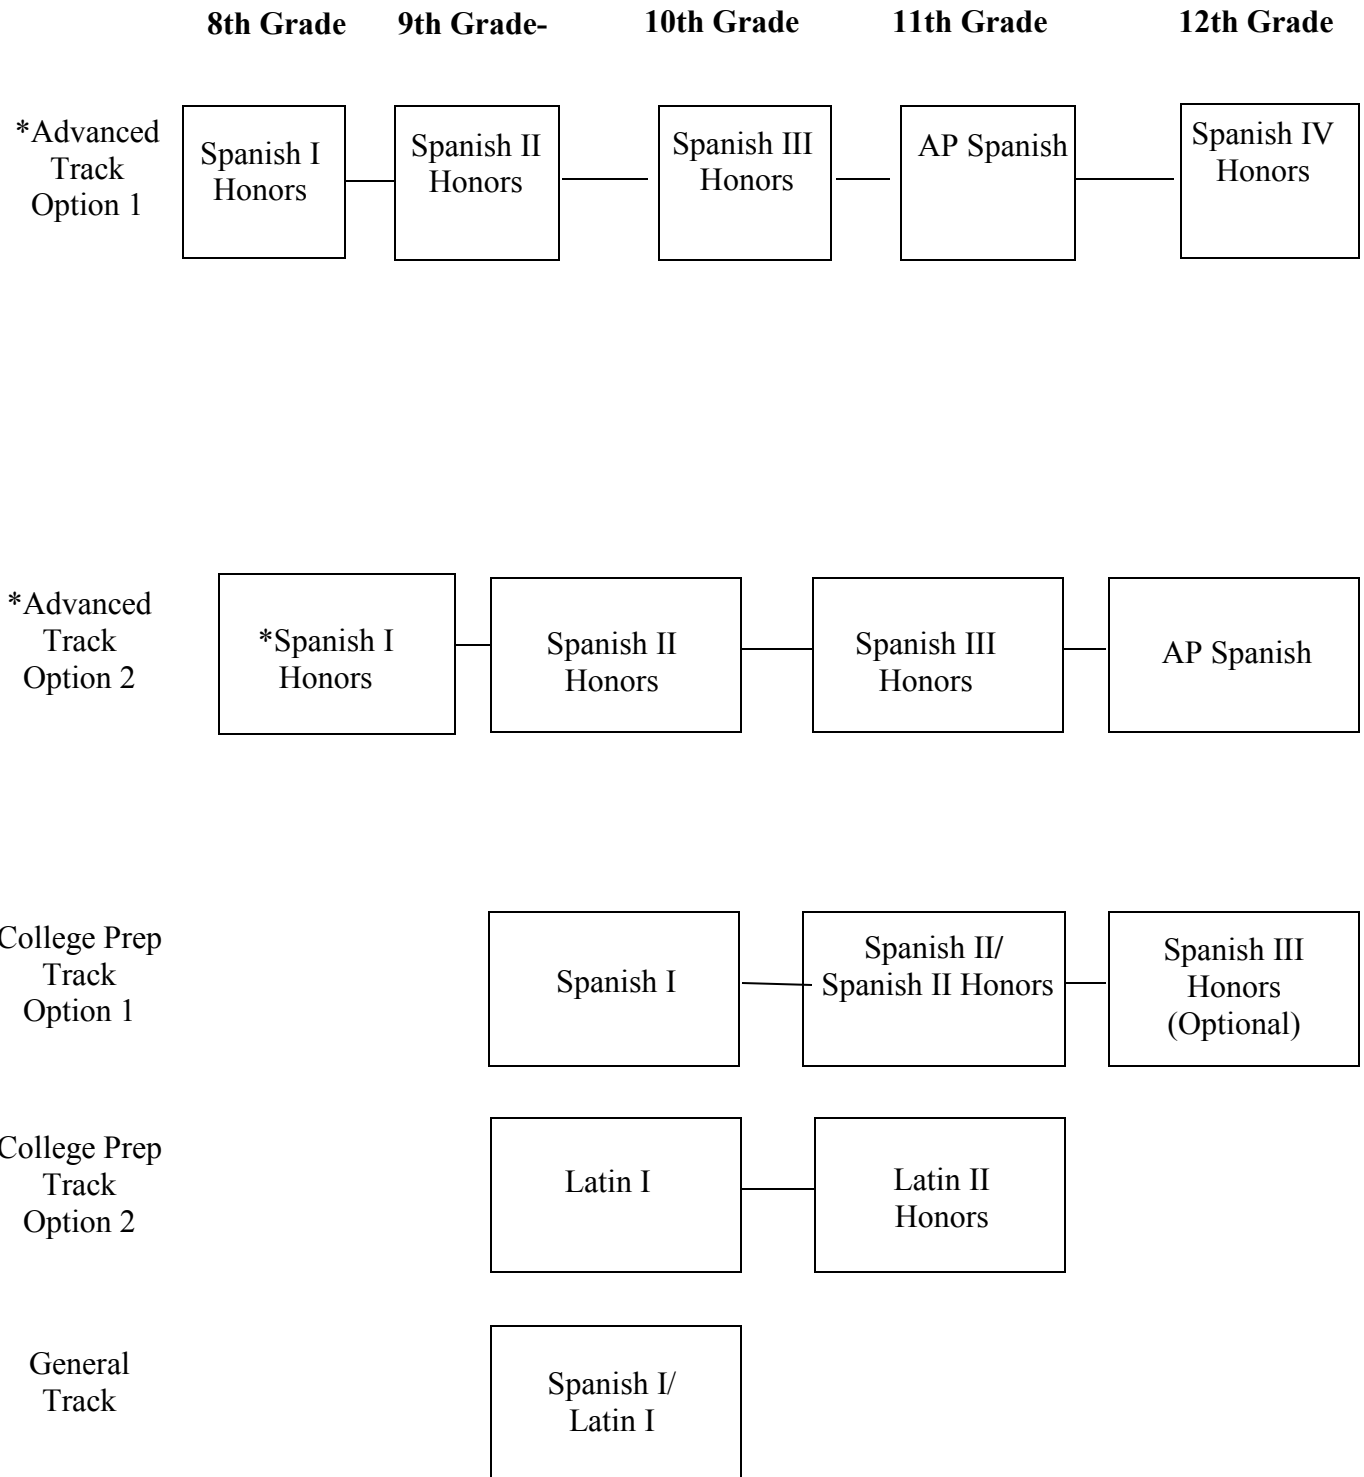 8th Grade 9th Grade- 10th Grade 11th Grade 12th Grade
*Advanced
Track
Option 1
Spanish I
Honors
Spanish II
Honors
Spanish III
Honors
AP Spanish
Spanish IV
Honors
*Advanced
Track
Option 2
*Spanish I
Honors
Spanish II
Honors
Spanish III
Honors
AP Spanish
College Prep
Track
Option 1
Spanish I
Spanish II/
Spanish II Honors
Spanish III
Honors
(Optional)
College Prep
Track
Option 2
Latin I
Latin II
Honors
General
Track
Spanish I/
Latin I